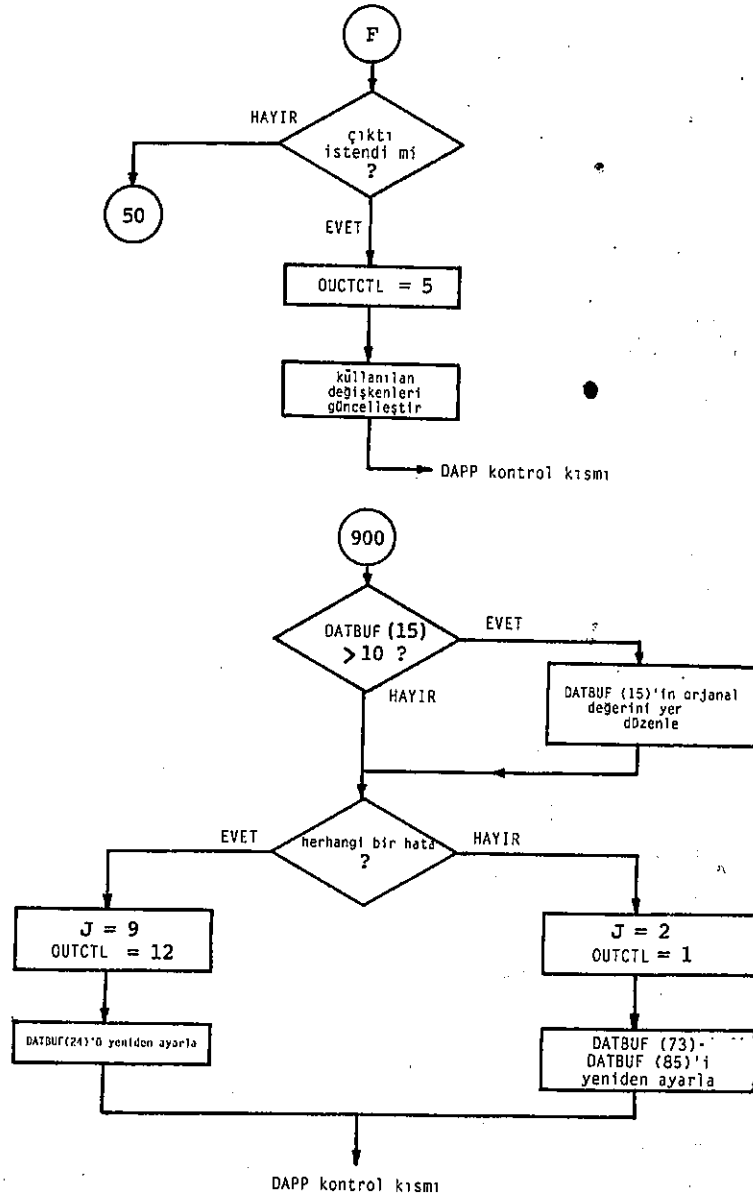 F
HAYIR
çıktı
istendi mi
?
50
EVET
OUCTCTL = 5
küllanılan
değişkenleri
güncelleştir
DAPP kontrol kısmı
900
DATBUF (15)
> 10 ?
EVET
HAYIR
DATBUF (15)'in orjanal
değerini yer
düzenle
herhangi bir hata
?
EVET
HAYIR
J = 9
OUTCTL = 12
J = 2
OUTCTL = 1
DATBUF(24)'ü yeniden ayarla
DATBUF (73)-
DATBUF (85)'i
yeniden ayarla
DAPP kontrol kısmı